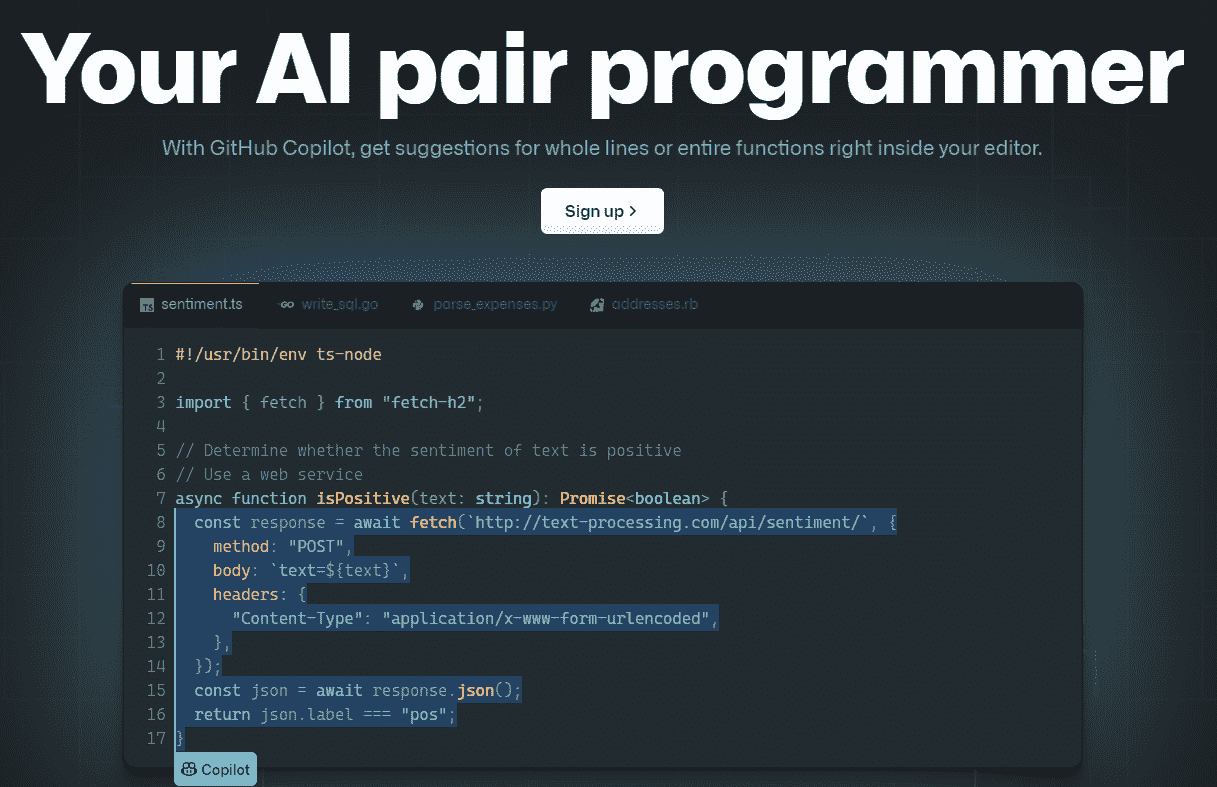 Your AI pair programmer
With GitHub Copilot, get suggestions for whole lines or entire functions right inside your editor.
Sign up >
TS sentiment.ts GO write_sql.go parse_expenses.py addresses.rb
1 #!/usr/bin/env ts-node
2
3 import { fetch } from "fetch-h2";
4
5 // Determine whether the sentiment of text is positive
6 // Use a web service
7 async function isPositive(text: string): Promise<boolean> {
8 const response = await fetch(`http://text-processing.com/api/sentiment/`, {
9 method: "POST",
10 body: `text=${text}`,
11 headers: {
12 "Content-Type": "application/x-www-form-urlencoded",
13 },
14 });
15 const json = await response.json();
16 return json.label === "pos";
17 }
Copilot